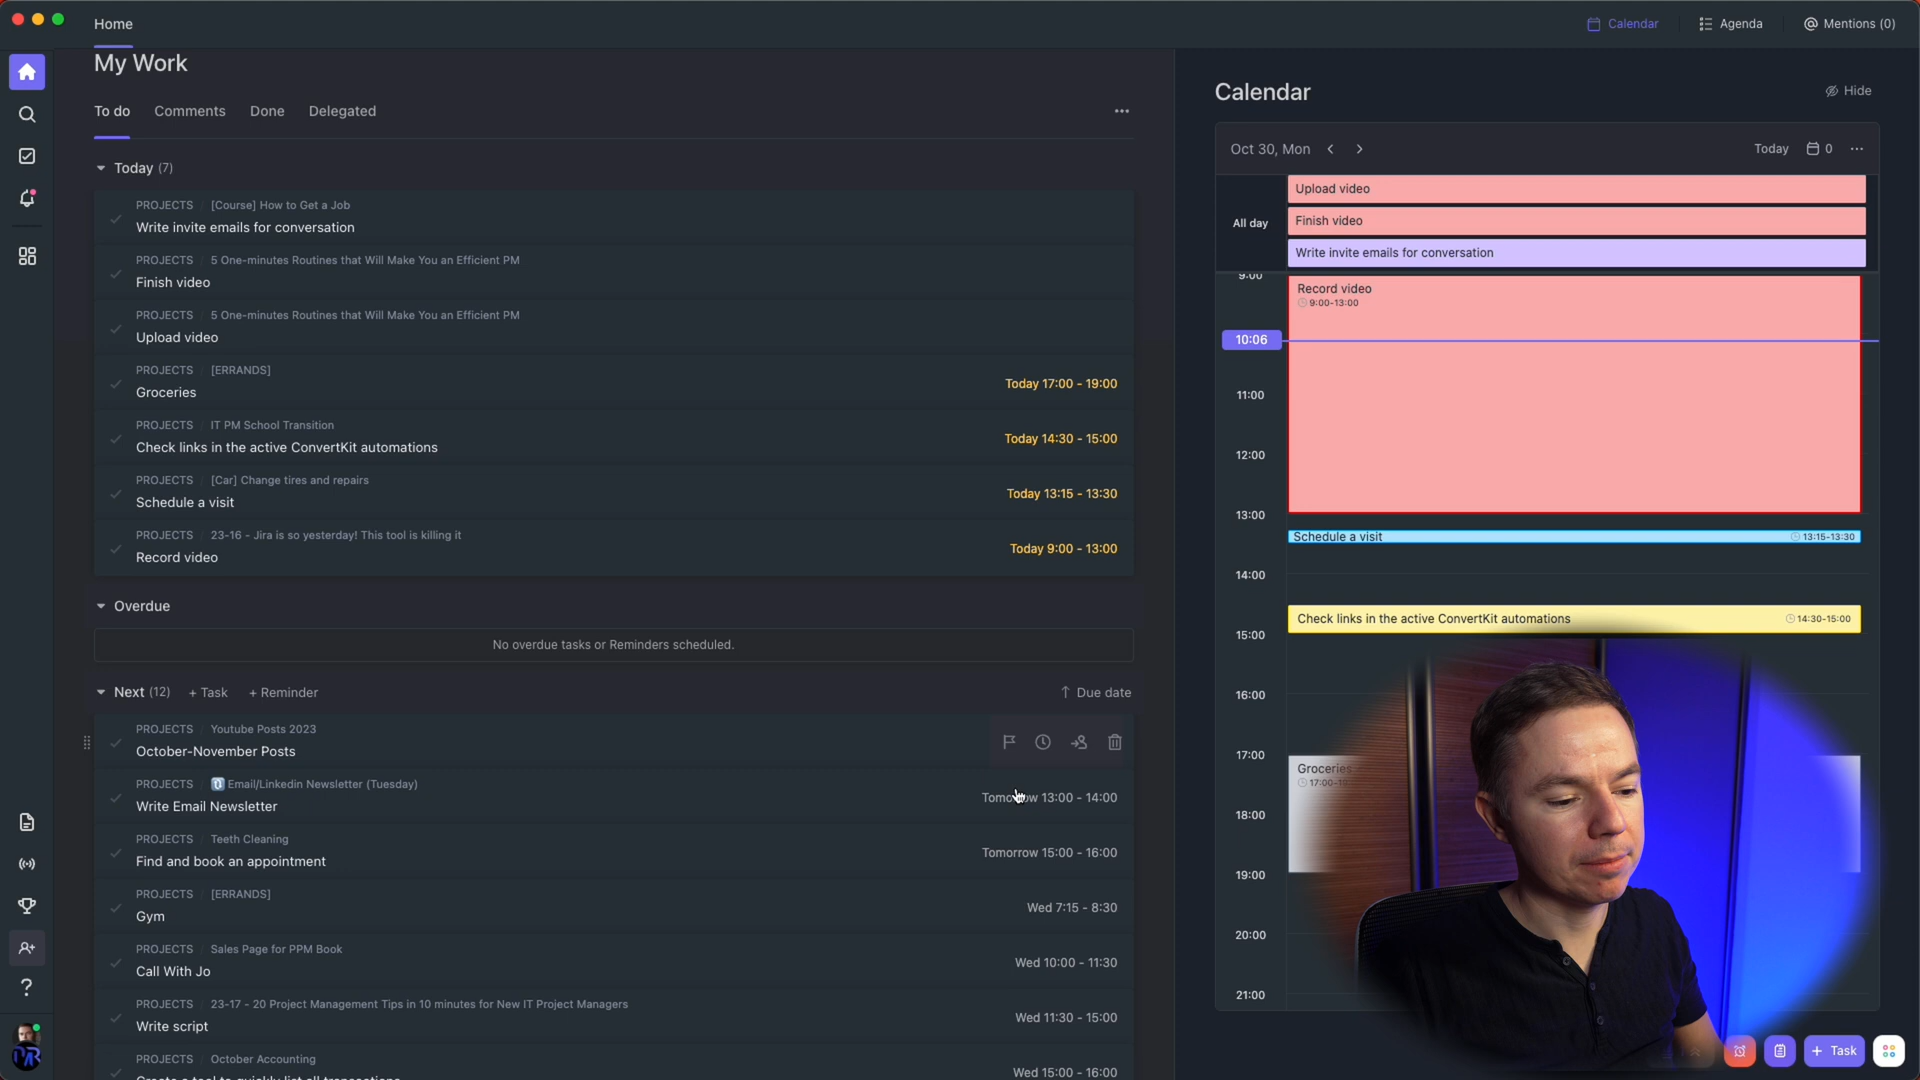 Home
Calendar
Agenda
Mentions (0)
My Work
To do
Comments
Done
Delegated
Today (7)
PROJECTS / [Course] How to Get a Job
Write invite emails for conversation
PROJECTS / 5 One-minutes Routines that Will Make You an Efficient PM
Finish video
PROJECTS / 5 One-minutes Routines that Will Make You an Efficient PM
Upload video
PROJECTS / [ERRANDS]
Groceries
Today 17:00 - 19:00
PROJECTS / IT PM School Transition
Check links in the active ConvertKit automations
Today 14:30 - 15:00
PROJECTS / [Car] Change tires and repairs
Schedule a visit
Today 13:15 - 13:30
PROJECTS / 23-16 - Jira is so yesterday! This tool is killing it
Record video
Today 9:00 - 13:00
Overdue
No overdue tasks or Reminders scheduled.
Next (12)
+ Task
+ Reminder
Due date
PROJECTS / Youtube Posts 2023
October-November Posts
PROJECTS / Email/Linkedin Newsletter (Tuesday)
Write Email Newsletter
Tomorrow 13:00 - 14:00
PROJECTS / Teeth Cleaning
Find and book an appointment
Tomorrow 15:00 - 16:00
PROJECTS / [ERRANDS]
Gym
Wed 7:15 - 8:30
PROJECTS / Sales Page for PPM Book
Call With Jo
Wed 10:00 - 11:30
PROJECTS / 23-17 - 20 Project Management Tips in 10 minutes for New IT Project Managers
Write script
Wed 11:30 - 15:00
PROJECTS / October Accounting
Create a tool to quickly list all transactions
Wed 15:00 - 16:00
Calendar
Hide
Oct 30, Mon
Today
0
All day
Upload video
Finish video
Write invite emails for conversation
9:00
Record video
9:00-13:00
10:06
11:00
12:00
13:00
Schedule a visit
13:15-13:30
14:00
Check links in the active ConvertKit automations
14:30-15:00
15:00
16:00
17:00
Groceries
17:00
18:00
19:00
20:00
21:00
+ Task